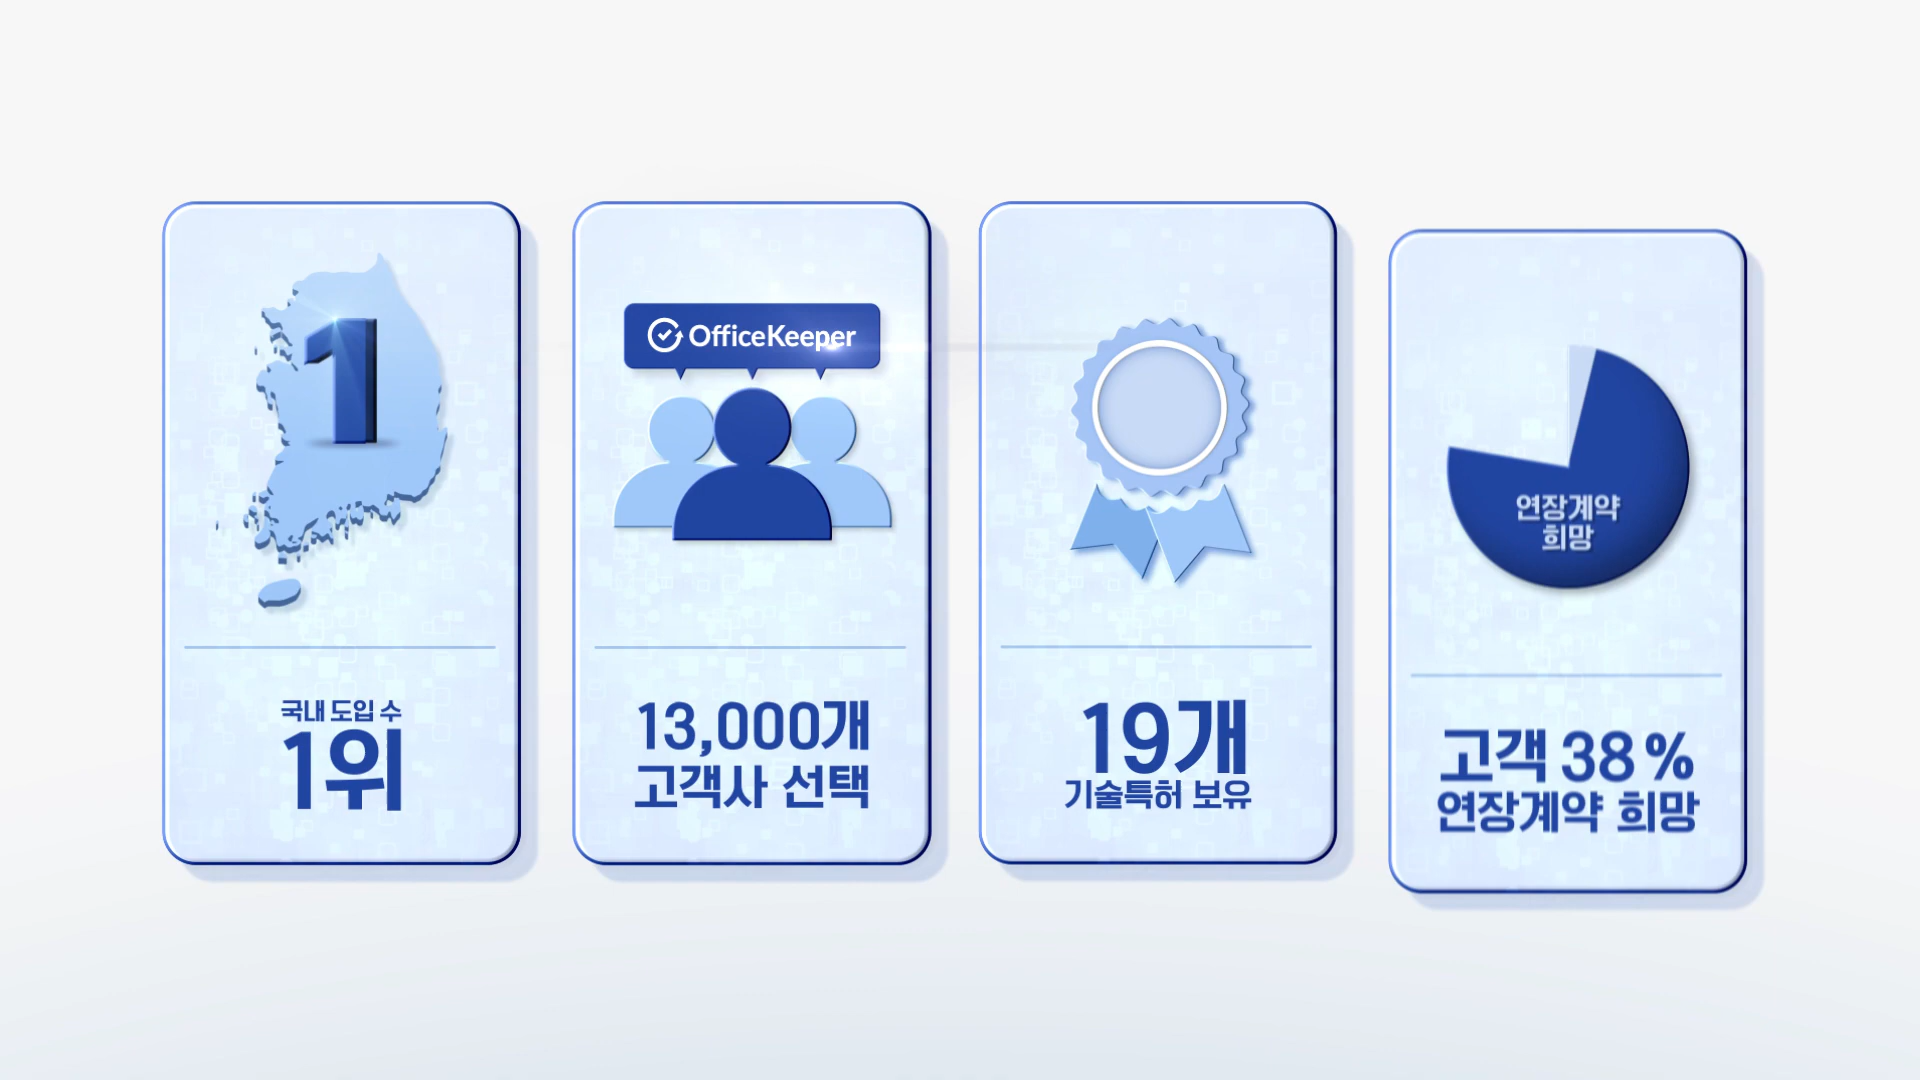 1
국내 도입 수
1위
OfficeKeeper
13,000개
고객사 선택
19개
기술특허 보유
연장계약
희망
고객 38%
연장계약 희망